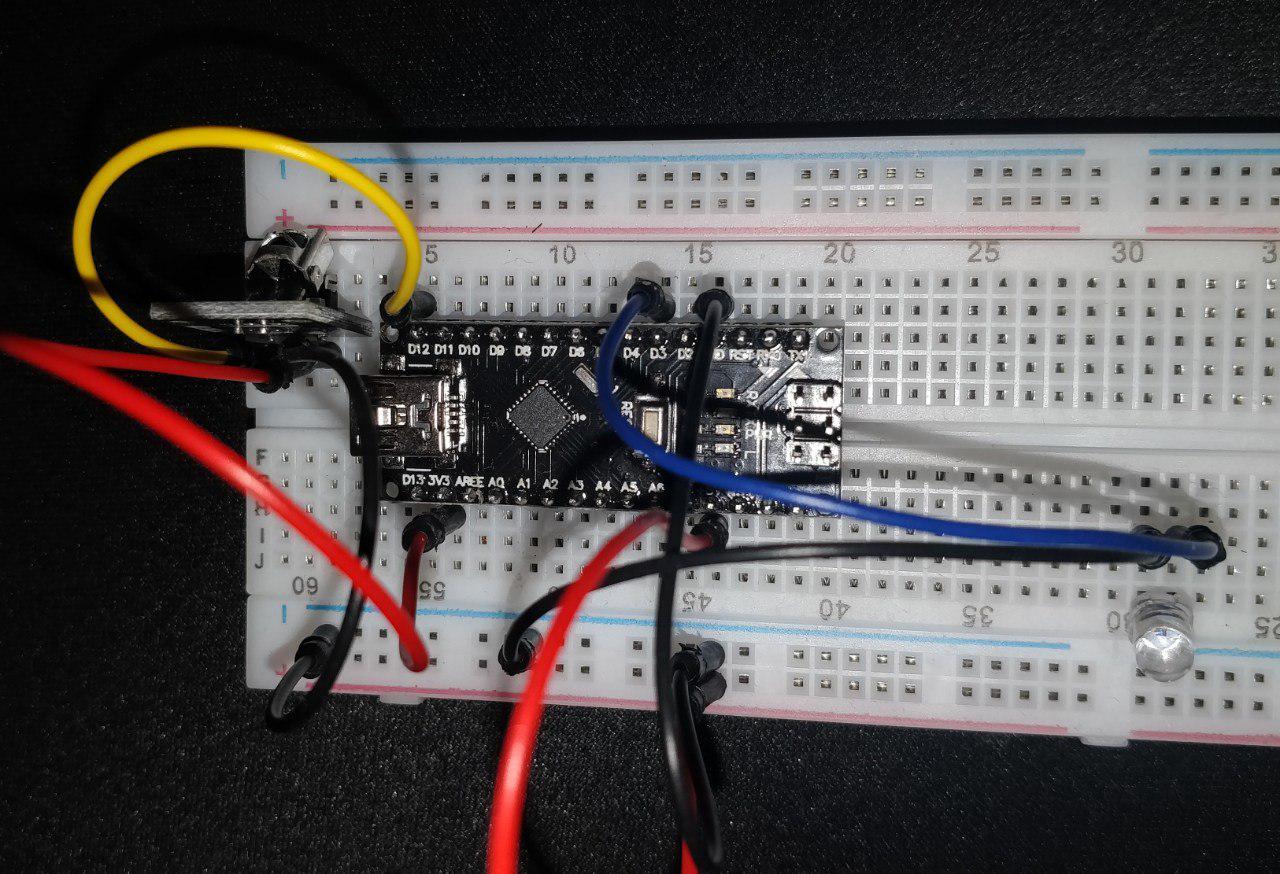 +
5 10 15 20 25 30
D12 D11 D10 D9 D8 D7 D6 D4 D3 D2 RST TX1
PWR L
D13 3V3 AREF A0 A1 A2 A3 A4 A5 A6
F
G
H
I
J
60 55 45 40 35 30 25
+